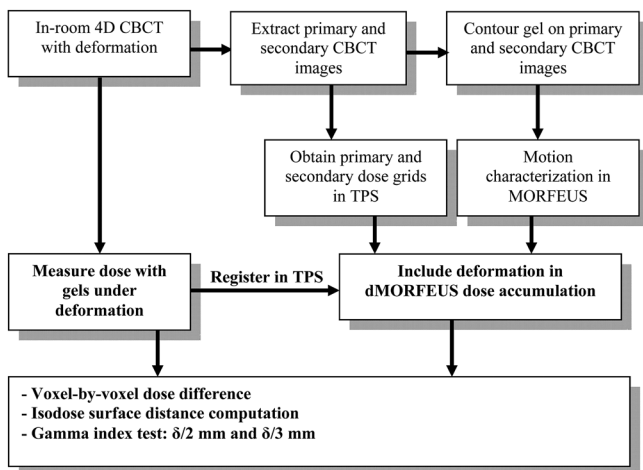 In-room 4D CBCT
with deformation
Extract primary and
secondary CBCT
images
Contour gel on primary
and secondary CBCT
images
Obtain primary and
secondary dose grids
in TPS
Motion
characterization in
MORFEUS
Measure dose with
gels under
deformation
Register in TPS
Include deformation in
dMORFEUS dose accumulation
- Voxel-by-voxel dose difference
- Isodose surface distance computation
- Gamma index test: δ/2 mm and δ/3 mm